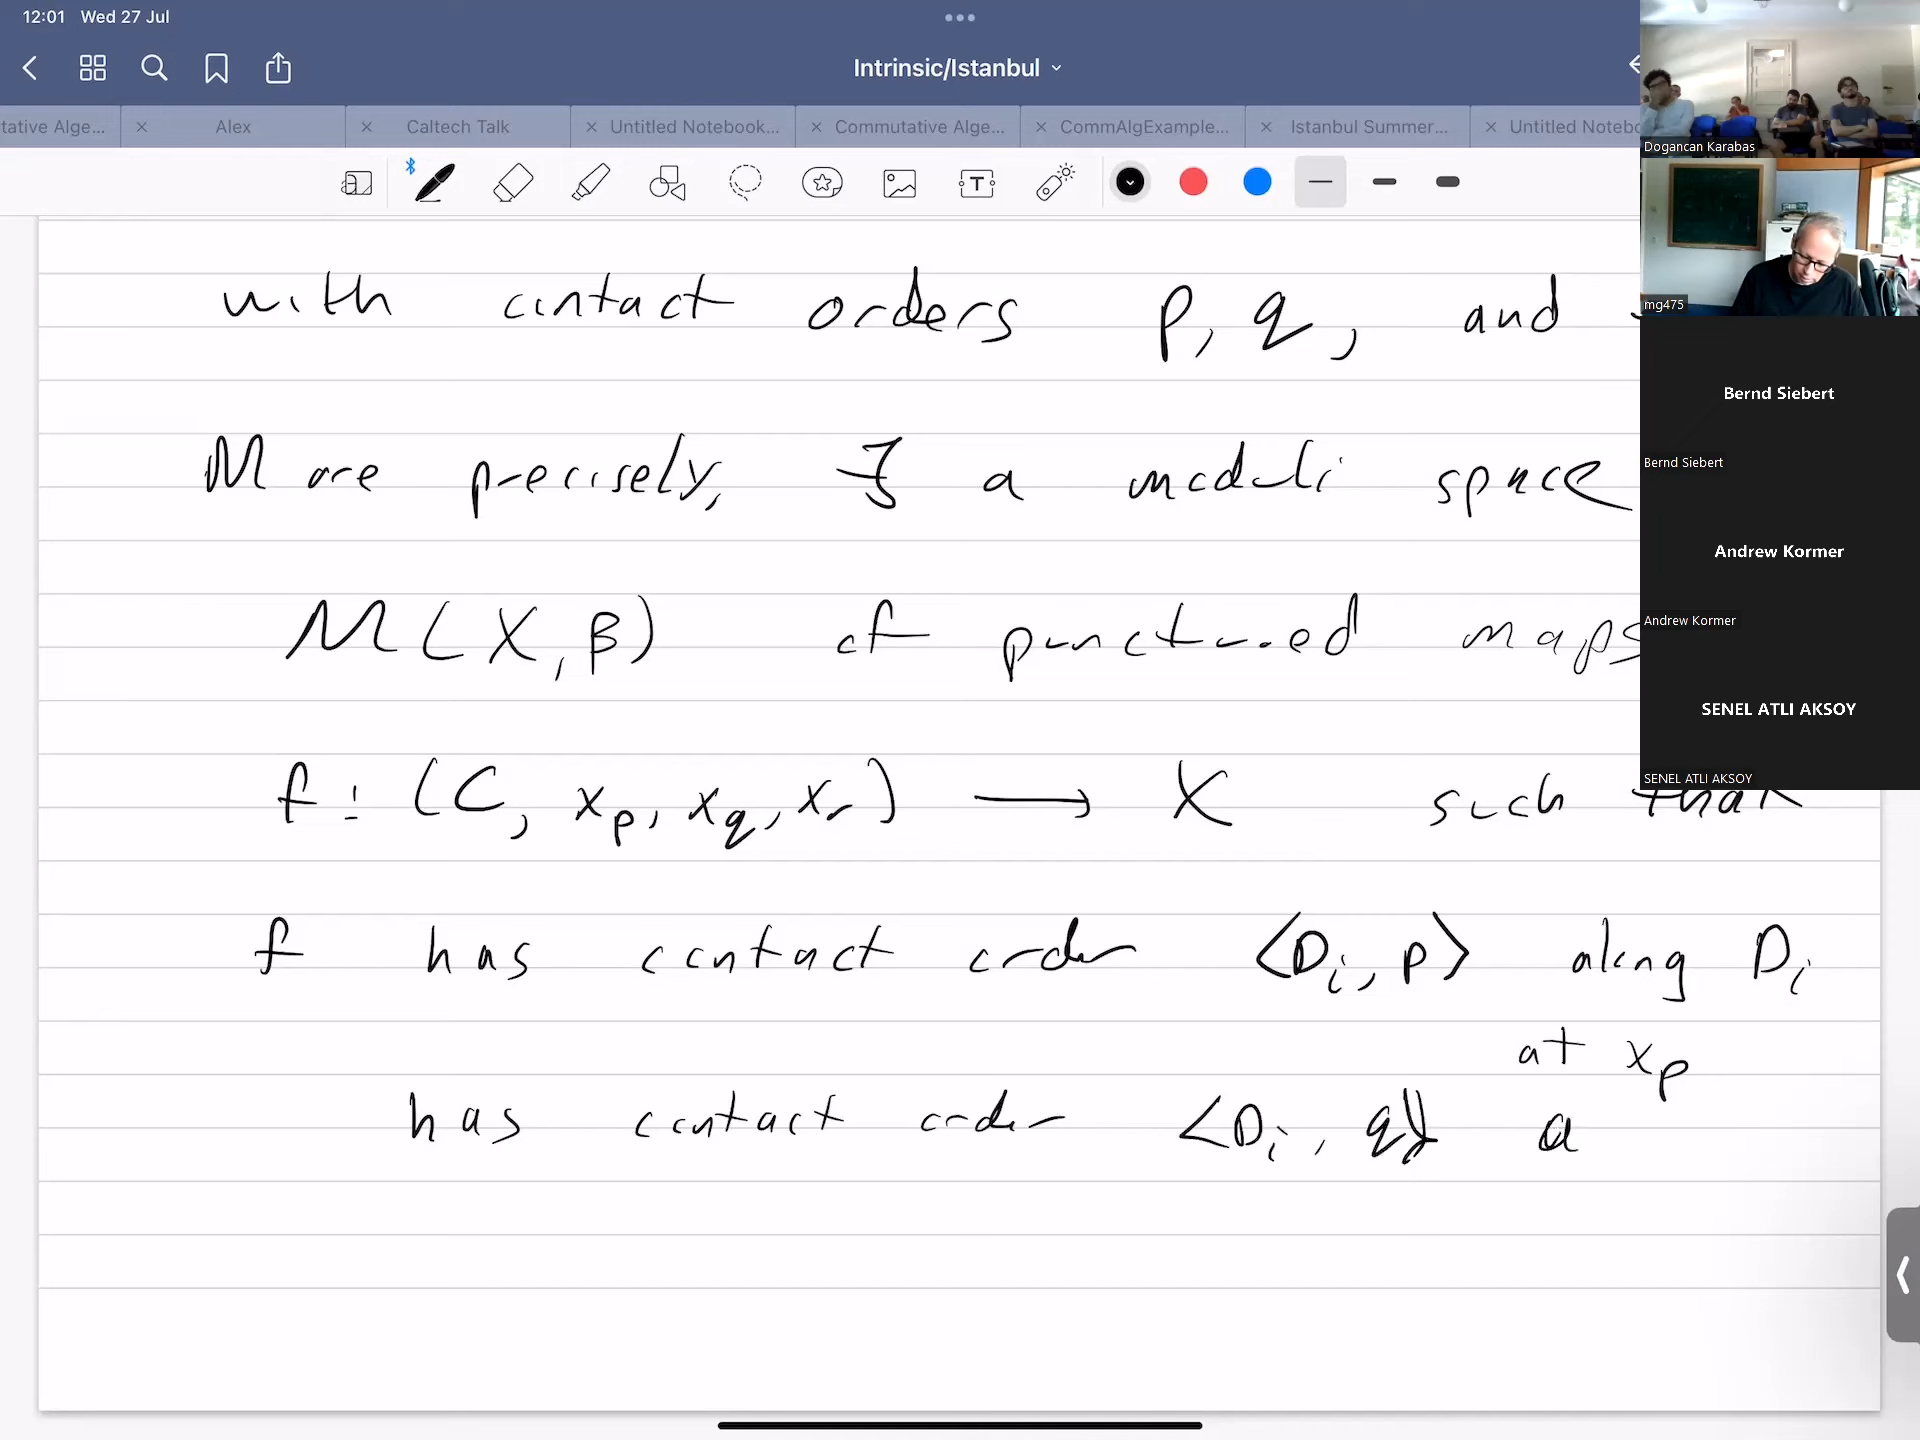 12:01 Wed 27 Jul
Intrinsic/Istanbul
tative Alge...
Alex
Caltech Talk
Untitled Notebook...
Commutative Alge...
CommAlgExample...
Istanbul Summer...
Untitled Notebo
Dogancan Karabas
mg475
Bernd Siebert
Bernd Siebert
Andrew Kormer
Andrew Kormer
SENEL ATLI AKSOY
SENEL ATLI AKSOY
with contact orders p, q, and
More precisely, ∃ a moduli space
M(X, β) of punctured maps
f: (C, x_p, x_q, x_r) ⟶ X such that
f has contact order <D_i, p> along D_i
at x_p
has contact order <D_i, q> a